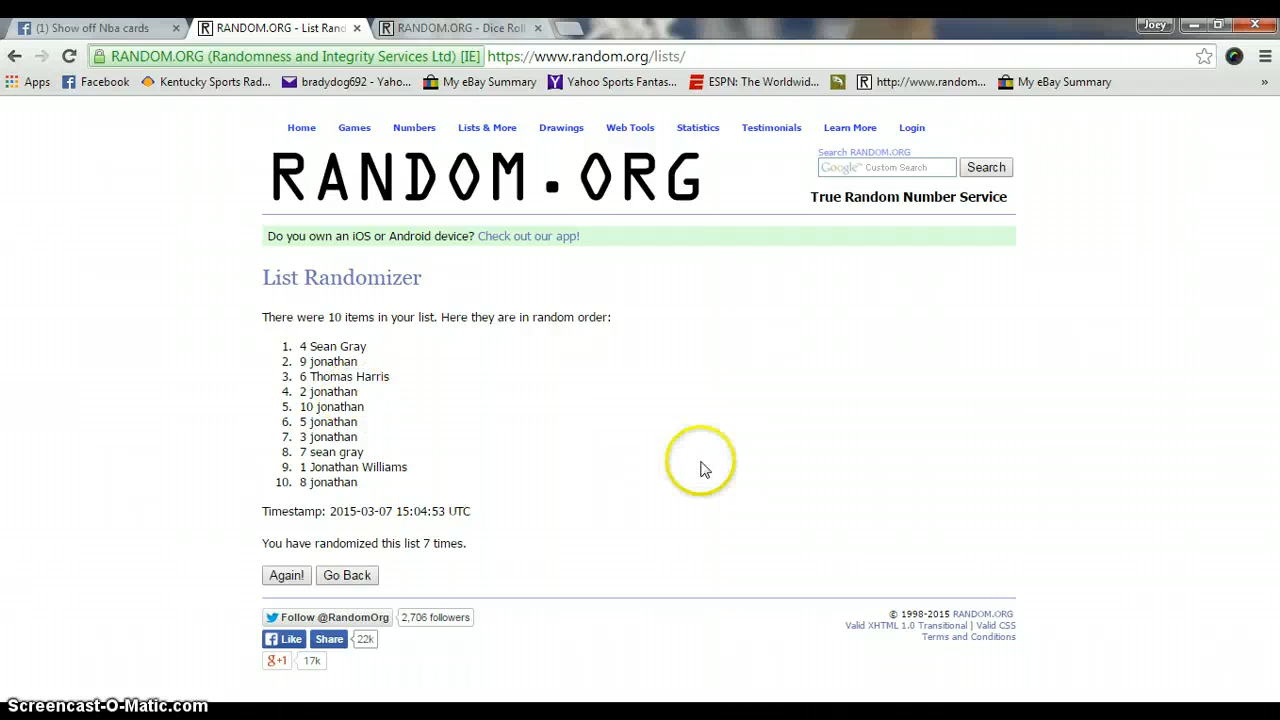 (1) Show off Nba cards
RANDOM.ORG - List Rand
RANDOM.ORG - Dice Roll
Joey
RANDOM.ORG (Randomness and Integrity Services Ltd) [IE] https://www.random.org/lists/
Apps Facebook Kentucky Sports Rad... bradydog692 - Yaho... My eBay Summary Yahoo Sports Fantas... ESPN: The Worldwid... http://www.random... My eBay Summary »
Home Games Numbers Lists & More Drawings Web Tools Statistics Testimonials Learn More Login
RANDOM.ORG
Search RANDOM.ORG
Google™ Custom Search Search
True Random Number Service
Do you own an iOS or Android device? Check out our app!
List Randomizer
There were 10 items in your list. Here they are in random order:
1. 4 Sean Gray
2. 9 jonathan
3. 6 Thomas Harris
4. 2 jonathan
5. 10 jonathan
6. 5 jonathan
7. 3 jonathan
8. 7 sean gray
9. 1 Jonathan Williams
10. 8 jonathan
Timestamp: 2015-03-07 15:04:53 UTC
You have randomized this list 7 times.
Again! Go Back
Follow @RandomOrg 2,706 followers
Like Share 22k
g+1 17k
© 1998-2015 RANDOM.ORG
Valid XHTML 1.0 Transitional | Valid CSS
Terms and Conditions
Screencast-O-Matic.com